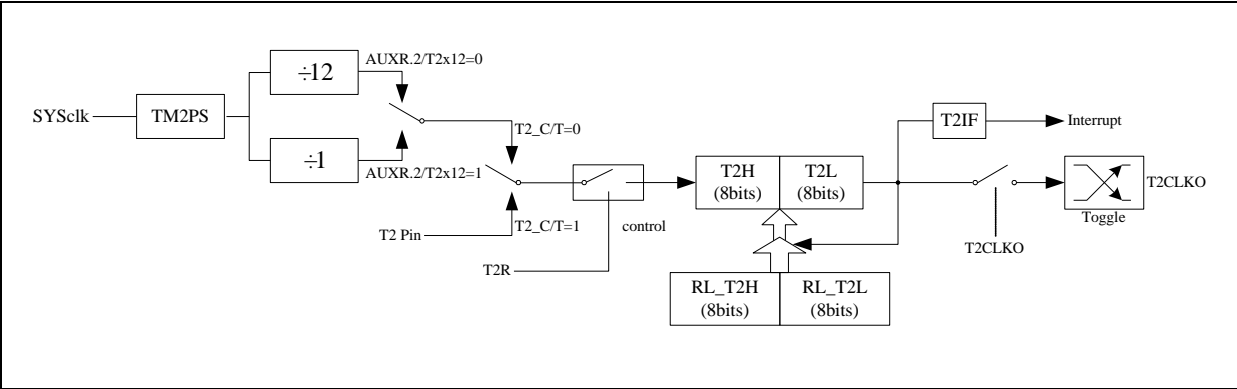 ÷12
AUXR.2/T2x12=0
SYSclk
TM2PS
÷1
AUXR.2/T2x12=1
T2_C/T=0
T2_C/T=1
T2 Pin
T2R
control
T2H
(8bits)
T2L
(8bits)
RL_T2H
(8bits)
RL_T2L
(8bits)
T2IF
Interrupt
T2CLKO
Toggle
T2CLKO